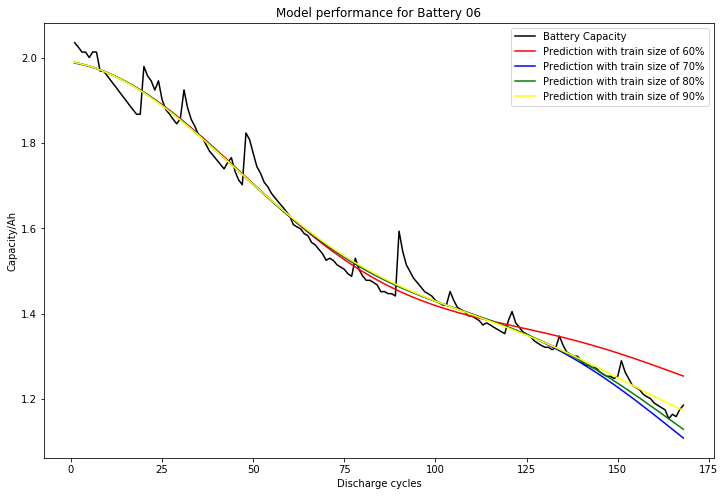 Model performance for Battery 06
Battery Capacity
Prediction with train size of 60%
Prediction with train size of 70%
Prediction with train size of 80%
Prediction with train size of 90%
Capacity/Ah
2.0
1.8
1.6
1.4
1.2
0
25
50
75
100
125
150
175
Discharge cycles